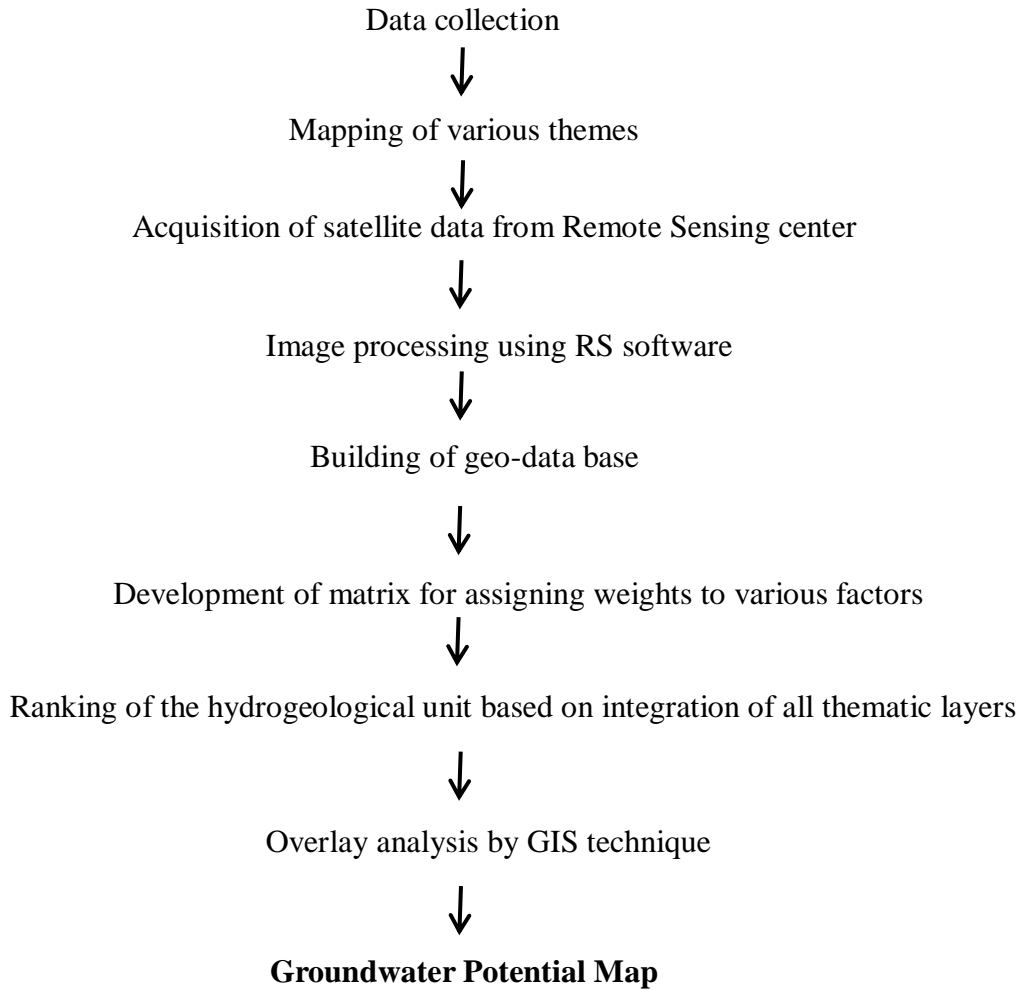 Data collection
Mapping of various themes
Acquisition of satellite data from Remote Sensing center
Image processing using RS software
Building of geo-data base
Development of matrix for assigning weights to various factors
Ranking of the hydrogeological unit based on integration of all thematic layers
Overlay analysis by GIS technique
Groundwater Potential Map